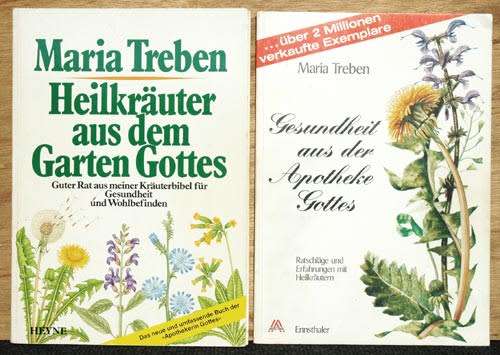 Maria Treben
Heilkräuter
aus dem
Garten Gottes
Guter Rat aus meiner Kräuterbibel für
Gesundheit
und Wohlbefinden
Das neue und umfassende Buch der
»Apothekerin Gottes«
HEYNE
...über 2 Millionen
verkaufte Exemplare
Maria Treben
Gesundheit
aus der
Apotheke
Gottes
Ratschläge und
Erfahrungen mit
Heilkräutern
Ennsthaler